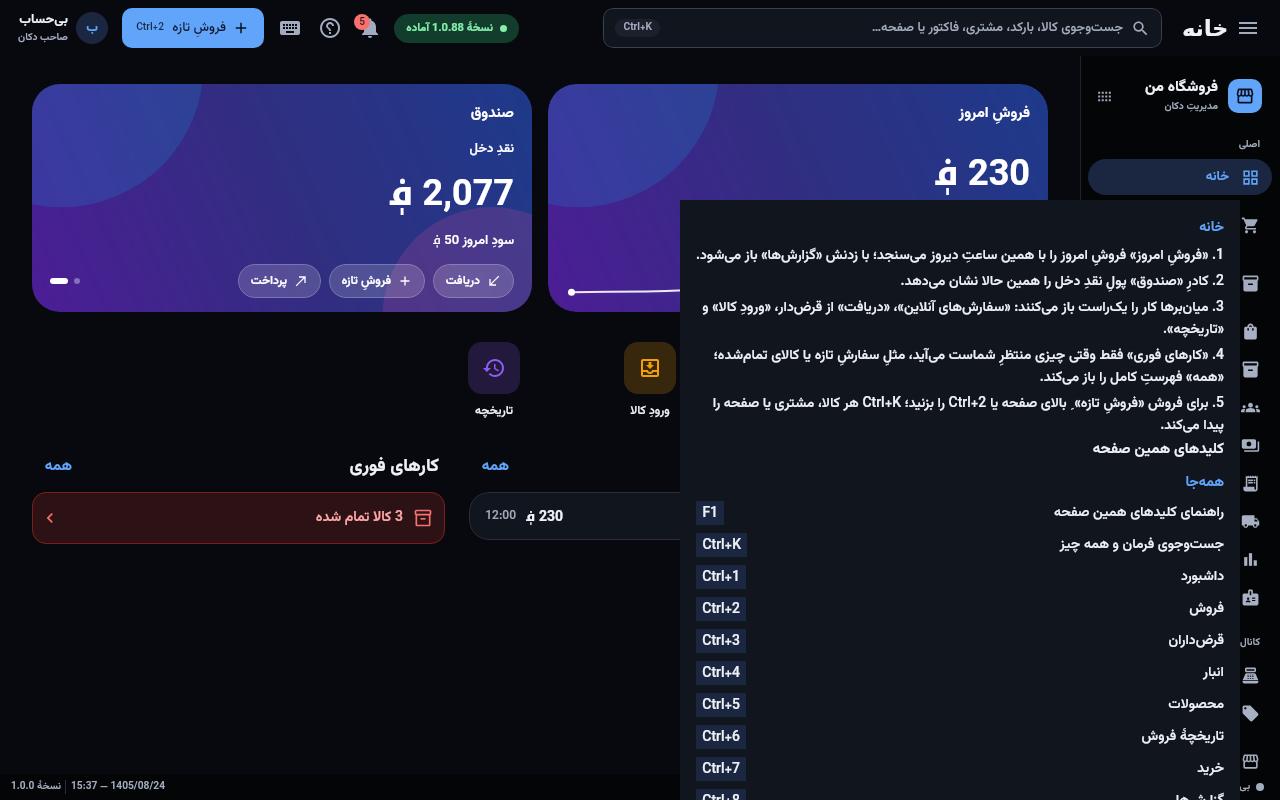 خانه
جست‌وجوی کالا، بارکد، مشتری، فاکتور یا صفحه…
Ctrl+K
نسخهٔ 1.0.88 آماده
5
فروشِ تازه
Ctrl+2
ب
بی‌حساب
صاحب دکان
فروشگاه من
مدیریتِ دکان
اصلی
خانه
فروشِ امروز
230 ؋
صندوق
نقدِ دخل
2,077 ؋
سودِ امروز 50 ؋
دریافت
فروشِ تازه
پرداخت
ورودِ کالا
تاریخچه
همه
230 ؋
12:00
کارهای فوری
همه
3 کالا تمام شده
خانه
1. «فروشِ امروز» فروشِ امروز را با همین ساعتِ دیروز می‌سنجد؛ با زدنش «گزارش‌ها» باز می‌شود.
2. کادرِ «صندوق» پولِ نقدِ دخل را همین حالا نشان می‌دهد.
3. میان‌برها کار را یک‌راست باز می‌کنند: «سفارش‌های آنلاین»، «دریافت» از قرض‌دار، «ورودِ کالا» و
«تاریخچه».
4. «کارهای فوری» فقط وقتی چیزی منتظرِ شماست می‌آید، مثلِ سفارشِ تازه یا کالای تمام‌شده؛
«همه» فهرستِ کامل را باز می‌کند.
5. برای فروش «فروشِ تازه»ِ بالای صفحه یا Ctrl+2 را بزنید؛ Ctrl+K هر کالا، مشتری یا صفحه را
پیدا می‌کند.
کلیدهای همین صفحه
همه‌جا
راهنمای کلیدهای همین صفحه
F1
جست‌وجوی فرمان و همه چیز
Ctrl+K
داشبورد
Ctrl+1
فروش
Ctrl+2
قرض‌داران
Ctrl+3
انبار
Ctrl+4
محصولات
Ctrl+5
تاریخچهٔ فروش
Ctrl+6
خرید
Ctrl+7
گزارش‌ها
Ctrl+8
کانال
بی
1405/08/24 — 15:37
نسخهٔ 1.0.0